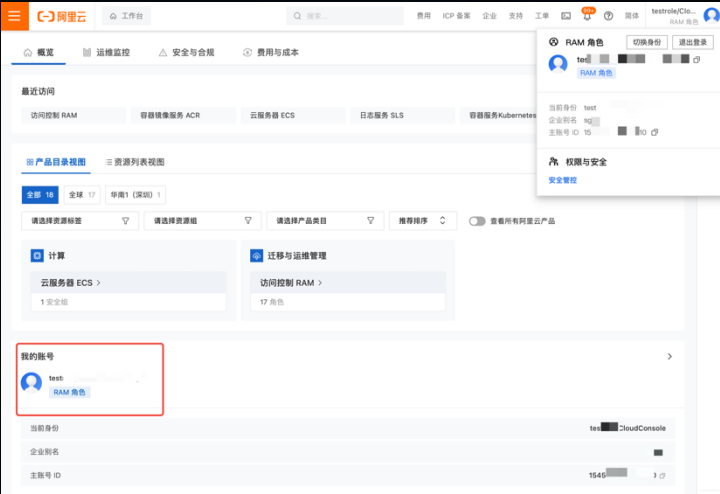 阿里云 工作台 搜索... 费用 ICP 备案 企业 支持 工单 99+ 简体 testrole/Clou...
RAM 角色
概览 运维监控 安全与合规 费用与成本
RAM 角色 切换身份 退出登录
tes
RAM 角色
最近访问
访问控制 RAM 容器镜像服务 ACR 云服务器 ECS 日志服务 SLS 容器服务Kubernetes
当前身份 test
企业别名 sg
主账号 ID 15 10
权限与安全
安全管控
产品目录视图 资源列表视图
全部 18 全球 17 华南1（深圳） 1
请选择资源标签 请选择资源组 请选择产品类目 推荐排序 查看所有阿里云产品
计算 迁移与运维管理
云服务器 ECS > 访问控制 RAM >
1 安全组 17 角色
我的账号 >
test
RAM 角色
当前身份 tes CloudConsole
企业别名
主账号 ID 1545